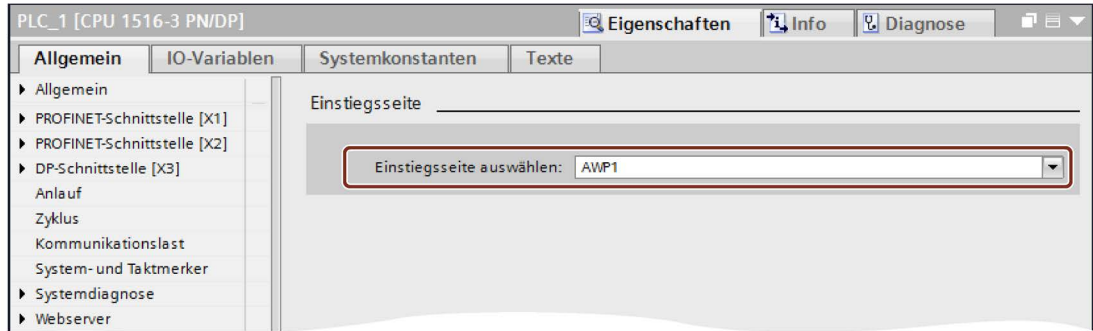 PLC_1 [CPU 1516-3 PN/DP]
Eigenschaften
Info
Diagnose
Allgemein
IO-Variablen
Systemkonstanten
Texte
Allgemein
PROFINET-Schnittstelle [X1]
PROFINET-Schnittstelle [X2]
DP-Schnittstelle [X3]
Anlauf
Zyklus
Kommunikationslast
System- und Taktmerker
Systemdiagnose
Webserver
Einstiegsseite
Einstiegsseite auswählen: AWP1